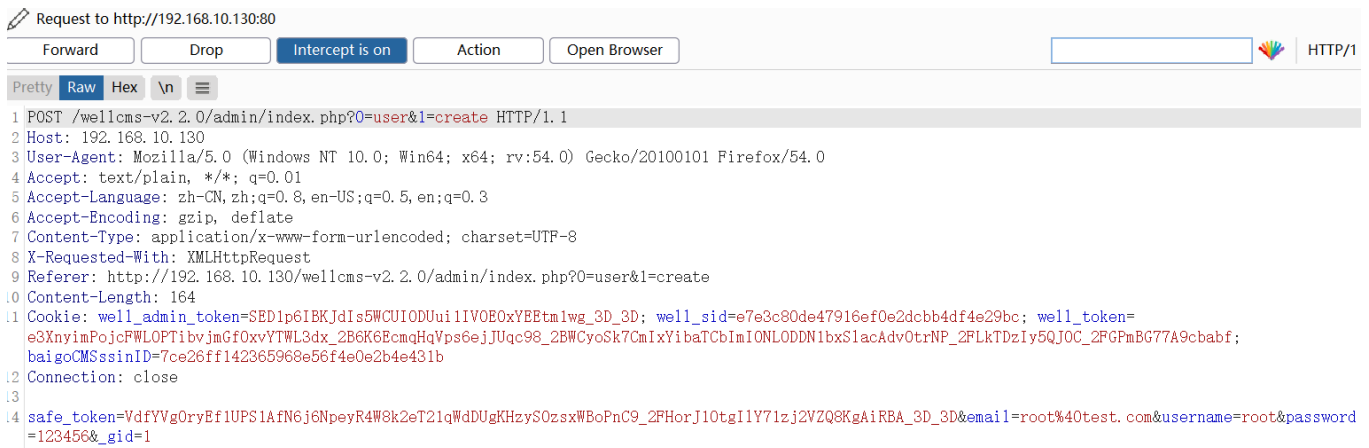 Request to http://192.168.10.130:80
Forward Drop Intercept is on Action Open Browser HTTP/1
Pretty Raw Hex \n
1 POST /wellcms-v2.2.0/admin/index.php?0=user&1=create HTTP/1.1
2 Host: 192.168.10.130
3 User-Agent: Mozilla/5.0 (Windows NT 10.0; Win64; x64; rv:54.0) Gecko/20100101 Firefox/54.0
4 Accept: text/plain, */*; q=0.01
5 Accept-Language: zh-CN,zh;q=0.8,en-US;q=0.5,en;q=0.3
6 Accept-Encoding: gzip, deflate
7 Content-Type: application/x-www-form-urlencoded; charset=UTF-8
8 X-Requested-With: XMLHttpRequest
9 Referer: http://192.168.10.130/wellcms-v2.2.0/admin/index.php?0=user&1=create
10 Content-Length: 164
11 Cookie: well_admin_token=SED1p6IBKJdIs5WCUIODUui1IVOEOxYEEtm1wg_3D_3D; well_sid=e7e3c80de47916ef0e2dcbb4df4e29bc; well_token=
e3XnyimPojcFWLOPTibvjmGfOxvYTWL3dx_2B6K6EcmqHqVps6ejJUqc98_2BWCyoSk7CmIxYibaTCbImIONLODDN1bxSlacAdvOtrNP_2FLkTDzIy5QJOC_2FGPmBG77A9cbabf;
baigoCMSssinID=7ce26ff142365968e56f4e0e2b4e431b
12 Connection: close
13
14 safe_token=VdfYVgOryEf1UPS1AfN6j6NpeyR4W8k2eT21qWdDUgKHzySOzsxWBoPnC9_2FHorJ1OtgIlY71zj2VZQ8KgAiRBA_3D_3D&email=root%40test.com&username=root&password
=123456&_gid=1